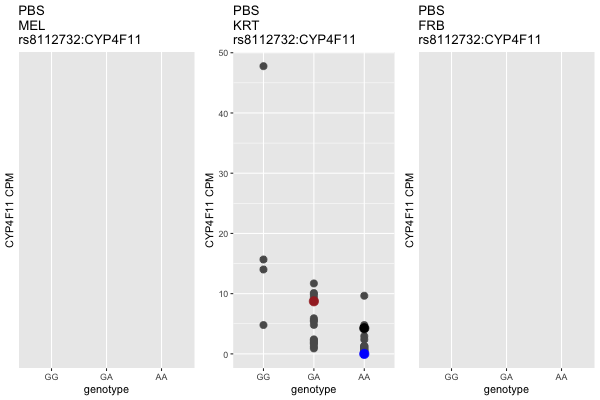 PBS
MEL
rs8112732:CYP4F11
CYP4F11 CPM
GG GA AA
genotype
PBS
KRT
rs8112732:CYP4F11
CYP4F11 CPM
50
40
30
20
10
0
GG GA AA
genotype
PBS
FRB
rs8112732:CYP4F11
CYP4F11 CPM
GG GA AA
genotype